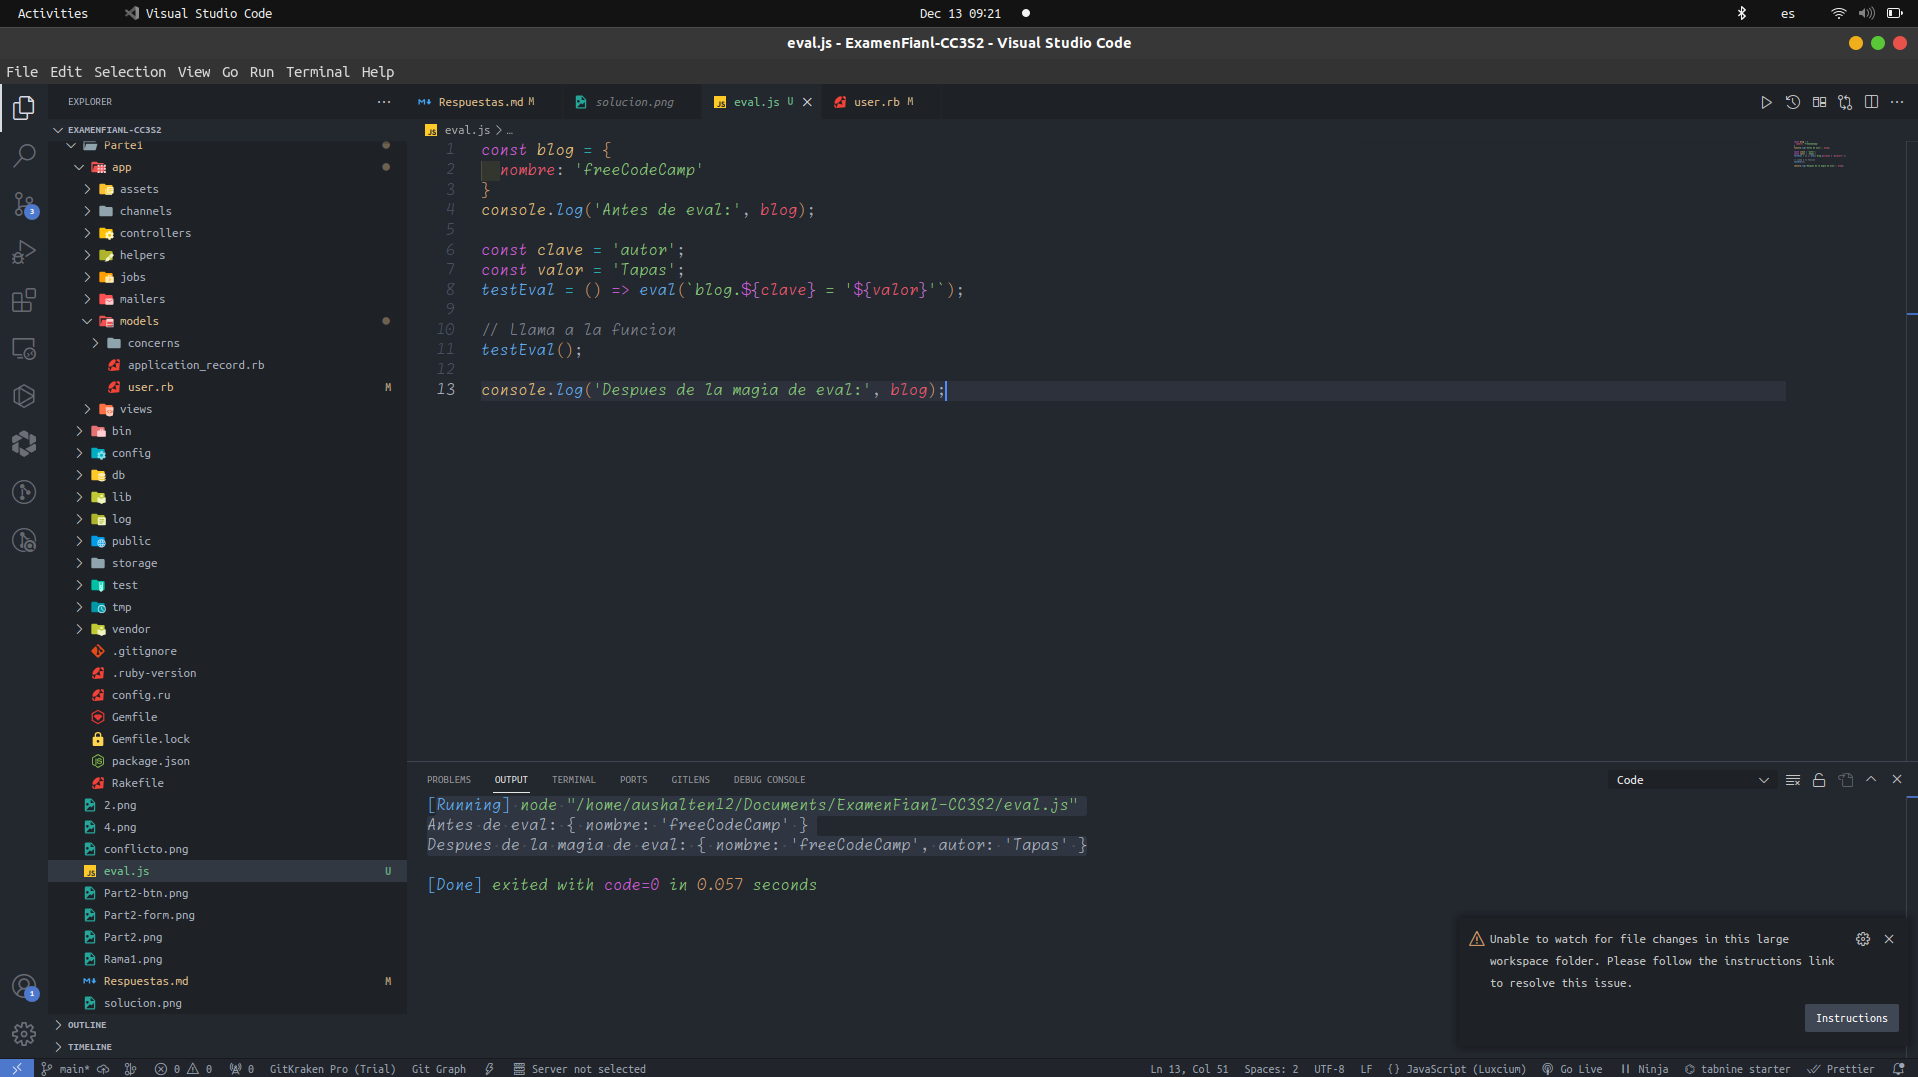 Activities
Visual Studio Code
Dec 13 09:21
es
eval.js - ExamenFianl-CC3S2 - Visual Studio Code
File Edit Selection View Go Run Terminal Help
EXPLORER
EXAMENFIANL-CC3S2
Parte1
app
assets
channels
controllers
helpers
jobs
mailers
models
concerns
application_record.rb
user.rb M
views
bin
config
db
lib
log
public
storage
test
tmp
vendor
.gitignore
.ruby-version
config.ru
Gemfile
Gemfile.lock
package.json
Rakefile
2.png
4.png
conflicto.png
eval.js U
Part2-btn.png
Part2-form.png
Part2.png
Rama1.png
Respuestas.md M
solucion.png
OUTLINE
TIMELINE
3
1
Respuestas.md M
solucion.png
eval.js U
user.rb M
eval.js > ...
1 const blog = {
2 nombre: 'freeCodeCamp'
3 }
4 console.log('Antes de eval:', blog);
5
6 const clave = 'autor';
7 const valor = 'Tapas';
8 testEval = () => eval(`blog.${clave} = '${valor}'`);
9
10 // Llama a la funcion
11 testEval();
12
13 console.log('Despues de la magia de eval:', blog);
PROBLEMS OUTPUT TERMINAL PORTS GITLENS DEBUG CONSOLE
Code
[Running] node "/home/aushalten12/Documents/ExamenFianl-CC3S2/eval.js"
Antes de eval: { nombre: 'freeCodeCamp' }
Despues de la magia de eval: { nombre: 'freeCodeCamp', autor: 'Tapas' }
[Done] exited with code=0 in 0.057 seconds
Unable to watch for file changes in this large
workspace folder. Please follow the instructions link
to resolve this issue.
Instructions
main* 0 0 0 GitKraken Pro (Trial) Git Graph Server not selected
Ln 13, Col 51 Spaces: 2 UTF-8 LF {} JavaScript (Luxcium) Go Live Ninja tabnine starter Prettier